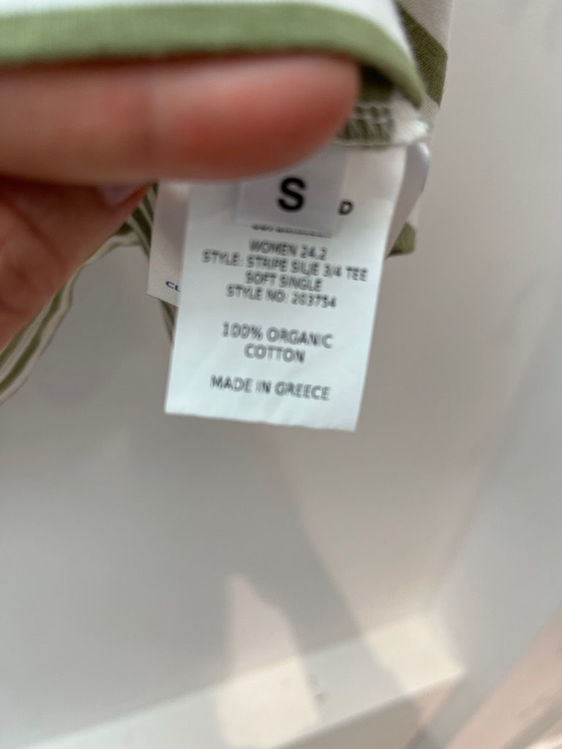 S
D
WOMEN 24.2
STYLE: STRIPE SILJE 3/4 TEE
SOFT SINGLE
STYLE NO: 203754
100% ORGANIC
COTTON
MADE IN GREECE
CL